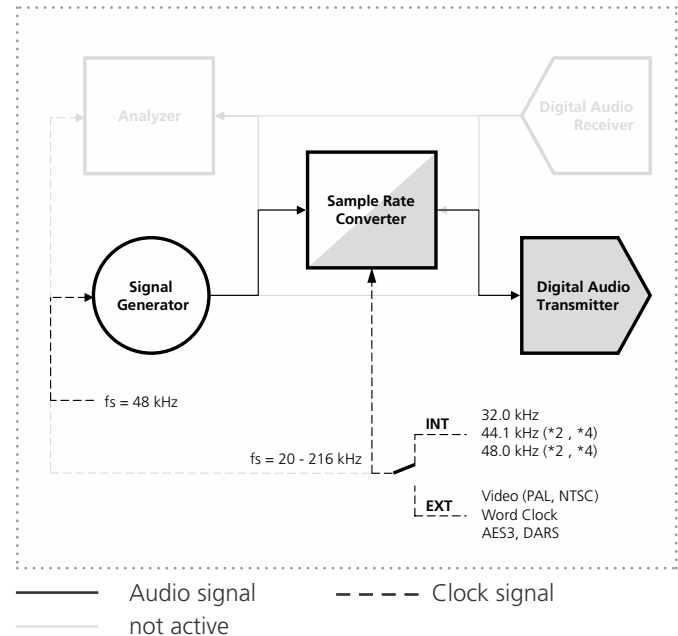 Analyzer
Digital Audio
Receiver
Sample Rate
Converter
Signal
Generator
Digital Audio
Transmitter
fs = 48 kHz
fs = 20 - 216 kHz
INT
32.0 kHz
44.1 kHz (*2 , *4)
48.0 kHz (*2 , *4)
EXT
Video (PAL, NTSC)
Word Clock
AES3, DARS
Audio signal
Clock signal
not active